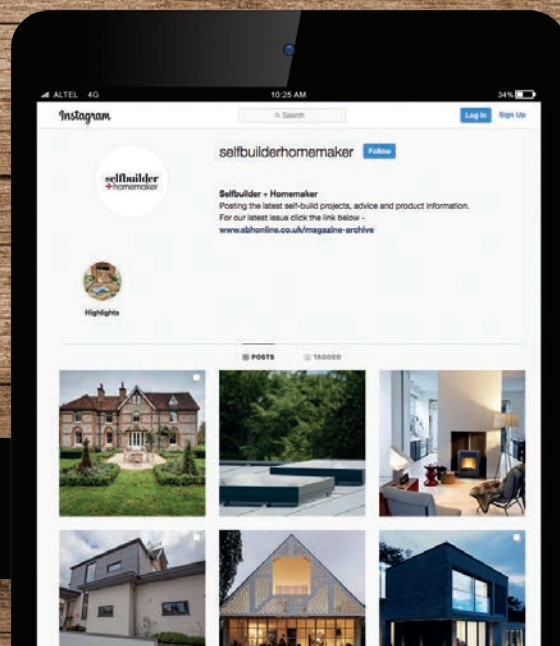 ALTEL 4G 10:25 AM 34%
Instagram Search Log In Sign Up
selfbuilderhomemaker Follow
selfbuilder
+homemaker
Selfbuilder + Homemaker
Posting the latest self-build projects, advice and product information.
For our latest issue click the link below -
www.sbhonline.co.uk/magazine-archive
Highlights
POSTS TAGGED